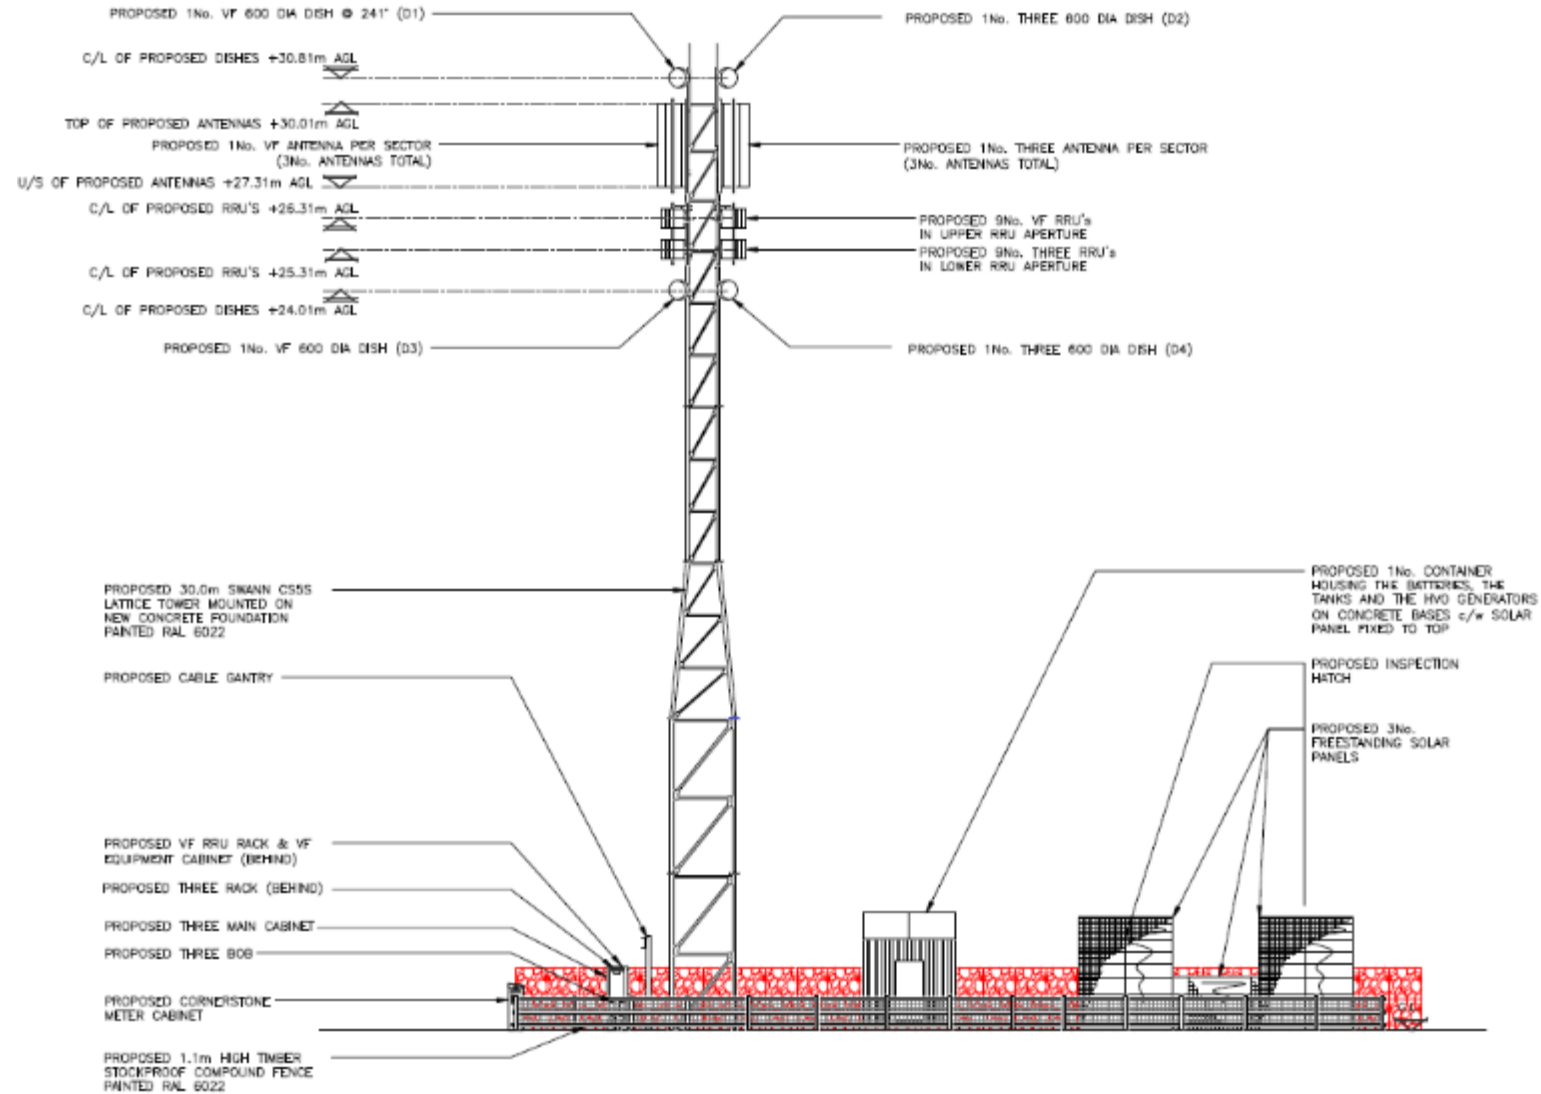 PROPOSED 1No. VF 600 DIA DISH @ 241° (D1)
PROPOSED 1No. THREE 600 DIA DISH (D2)
C/L OF PROPOSED DISHES +30.81m AGL
TOP OF PROPOSED ANTENNAS +30.01m AGL
PROPOSED 1No. VF ANTENNA PER SECTOR
(3No. ANTENNAS TOTAL)
PROPOSED 1No. THREE ANTENNA PER SECTOR
(3No. ANTENNAS TOTAL)
U/S OF PROPOSED ANTENNAS +27.31m AGL
C/L OF PROPOSED RRU'S +26.31m AGL
PROPOSED 9No. VF RRU's
IN UPPER RRU APERTURE
PROPOSED 9No. THREE RRU's
IN LOWER RRU APERTURE
C/L OF PROPOSED RRU'S +25.31m AGL
C/L OF PROPOSED DISHES +24.01m AGL
PROPOSED 1No. VF 600 DIA DISH (D3)
PROPOSED 1No. THREE 600 DIA DISH (D4)
PROPOSED 30.0m SWANN CS5S
LATTICE TOWER MOUNTED ON
NEW CONCRETE FOUNDATION
PAINTED RAL 6022
PROPOSED 1No. CONTAINER
HOUSING THE BATTERIES, THE
TANKS AND THE HVO GENERATORS
ON CONCRETE BASES c/w SOLAR
PANEL FIXED TO TOP
PROPOSED CABLE GANTRY
PROPOSED INSPECTION
HATCH
PROPOSED 3No.
FREESTANDING SOLAR
PANELS
PROPOSED VF RRU RACK & VF
EQUIPMENT CABINET (BEHIND)
PROPOSED THREE RACK (BEHIND)
PROPOSED THREE MAIN CABINET
PROPOSED THREE BOB
PROPOSED CORNERSTONE
METER CABINET
PROPOSED 1.1m HIGH TIMBER
STOCKPROOF COMPOUND FENCE
PAINTED RAL 6022